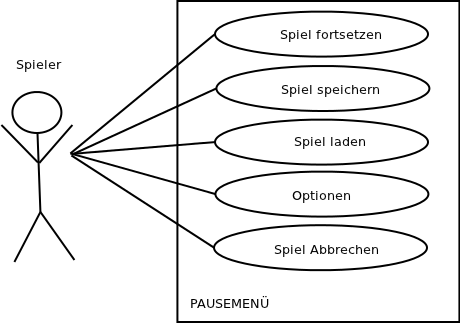 Spieler
Spiel fortsetzen
Spiel speichern
Spiel laden
Optionen
Spiel Abbrechen
PAUSEMENÜ